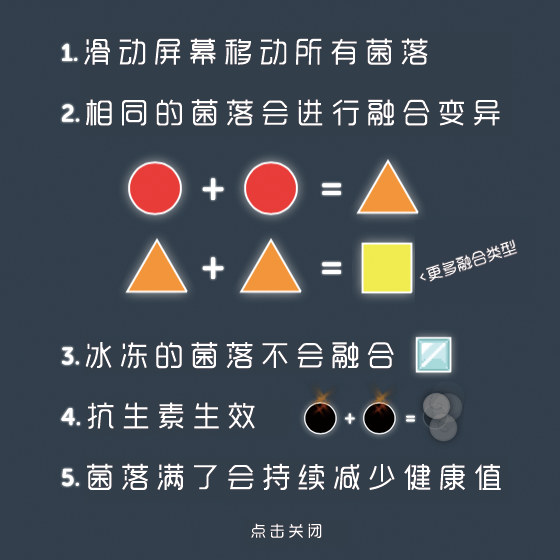 1.滑动屏幕移动所有菌落
2.相同的菌落会进行融合变异
+ =
+ =
<更多融合类型
3.冰冻的菌落不会融合
4.抗生素生效 + =
5.菌落满了会持续减少健康值
点击关闭